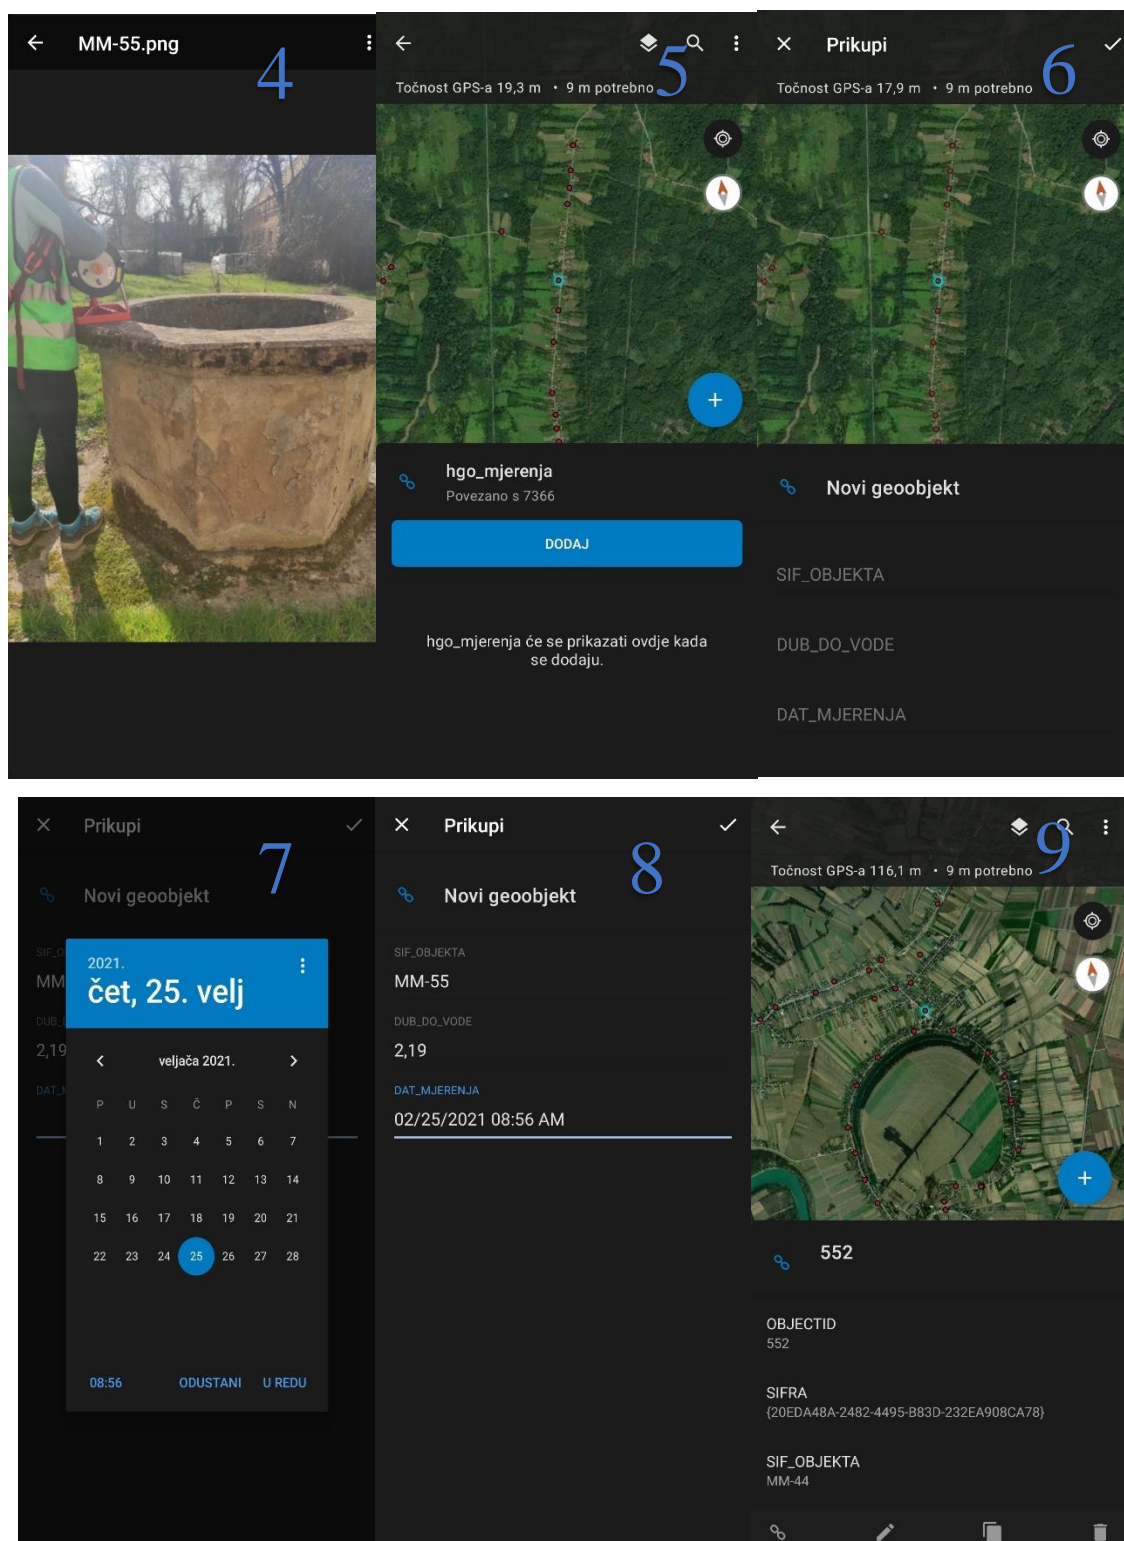 MM-55.png
4
5
Točnost GPS-a 19,3 m • 9 m potrebno
hgo_mjerenja
Povezano s 7366
DODAJ
hgo_mjerenja će se prikazati ovdje kada
se dodaju.
Prikupi
6
Točnost GPS-a 17,9 m • 9 m potrebno
Novi geoobjekt
SIF_OBJEKTA
DUB_DO_VODE
DAT_MJERENJA
Prikupi
7
Novi geoobjekt
SIF_O
MM
DUB_
2,19
DAT_M
2021.
čet, 25. velj
veljača 2021.
P U S Č P S N
1 2 3 4 5 6 7
8 9 10 11 12 13 14
15 16 17 18 19 20 21
22 23 24 25 26 27 28
08:56 ODUSTANI U REDU
Prikupi
8
Novi geoobjekt
SIF_OBJEKTA
MM-55
DUB_DO_VODE
2,19
DAT_MJERENJA
02/25/2021 08:56 AM
9
Točnost GPS-a 116,1 m • 9 m potrebno
552
OBJECTID
552
SIFRA
{20EDA48A-2482-4495-B83D-232EA908CA78}
SIF_OBJEKTA
MM-44